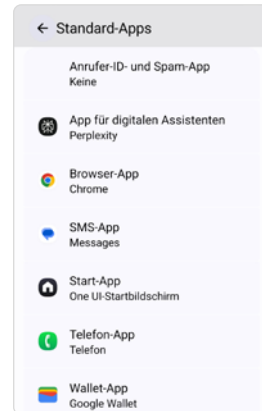 ← Standard-Apps
Anrufer-ID- und Spam-App
Keine
App für digitalen Assistenten
Perplexity
Browser-App
Chrome
SMS-App
Messages
Start-App
One UI-Startbildschirm
Telefon-App
Telefon
Wallet-App
Google Wallet